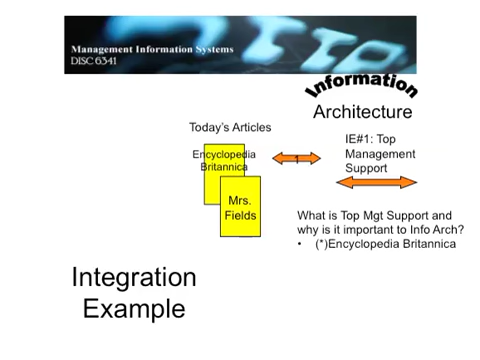 Management Information Systems
DISC 6341
Information
Architecture
Today's Articles
Encyclopedia
Britannica
1
IE#1: Top
Management
Support
Mrs.
Fields
What is Top Mgt Support and
why is it important to Info Arch?
• (*)Encyclopedia Britannica
Integration
Example